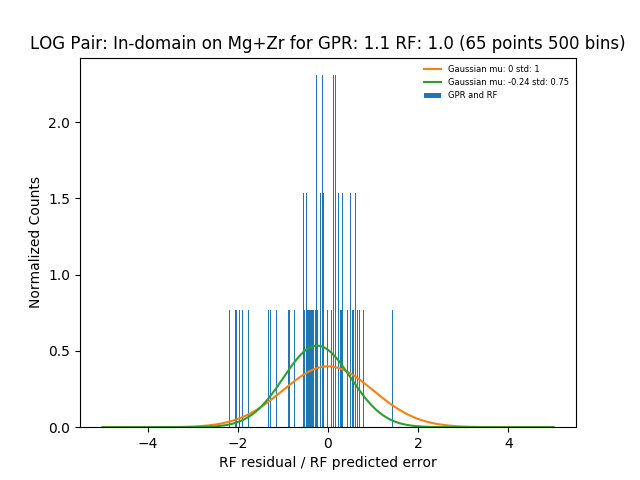 LOG Pair: In-domain on Mg+Zr for GPR: 1.1 RF: 1.0 (65 points 500 bins)
Gaussian mu: 0 std: 1
Gaussian mu: -0.24 std: 0.75
GPR and RF
Normalized Counts
2.0
1.5
1.0
0.5
0.0
−4
−2
0
2
4
RF residual / RF predicted error